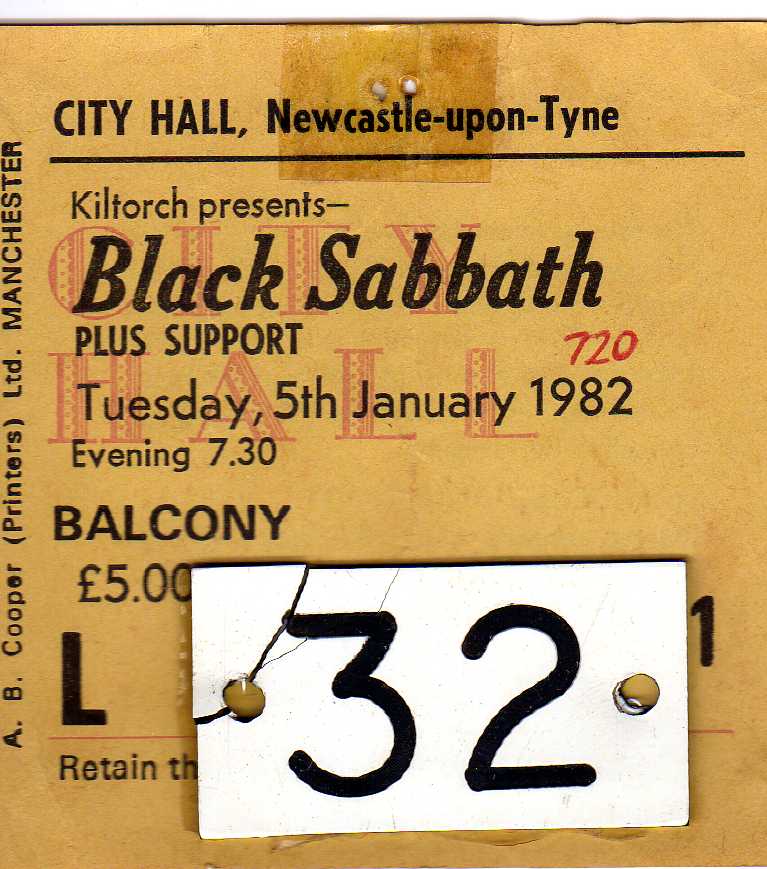 CITY HALL, Newcastle-upon-Tyne
Kiltorch presents—
Black Sabbath
PLUS SUPPORT
720
Tuesday, 5th January 1982
Evening 7.30
BALCONY
£5.00
L
1
32
Retain
A. B. Cooper (Printers) Ltd. MANCHESTER
CITY
HALL